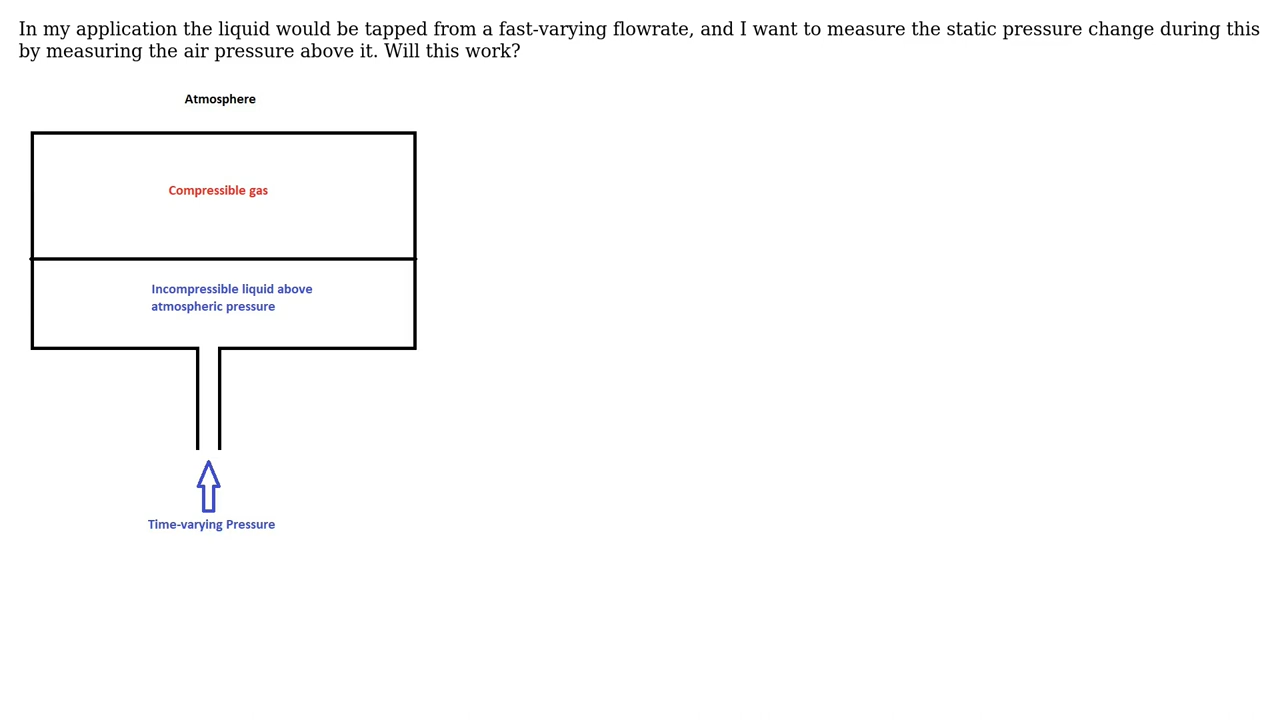 In my application the liquid would be tapped from a fast-varying flowrate, and I want to measure the static pressure change during this
by measuring the air pressure above it. Will this work?
Atmosphere
Compressible gas
Incompressible liquid above
atmospheric pressure
Time-varying Pressure